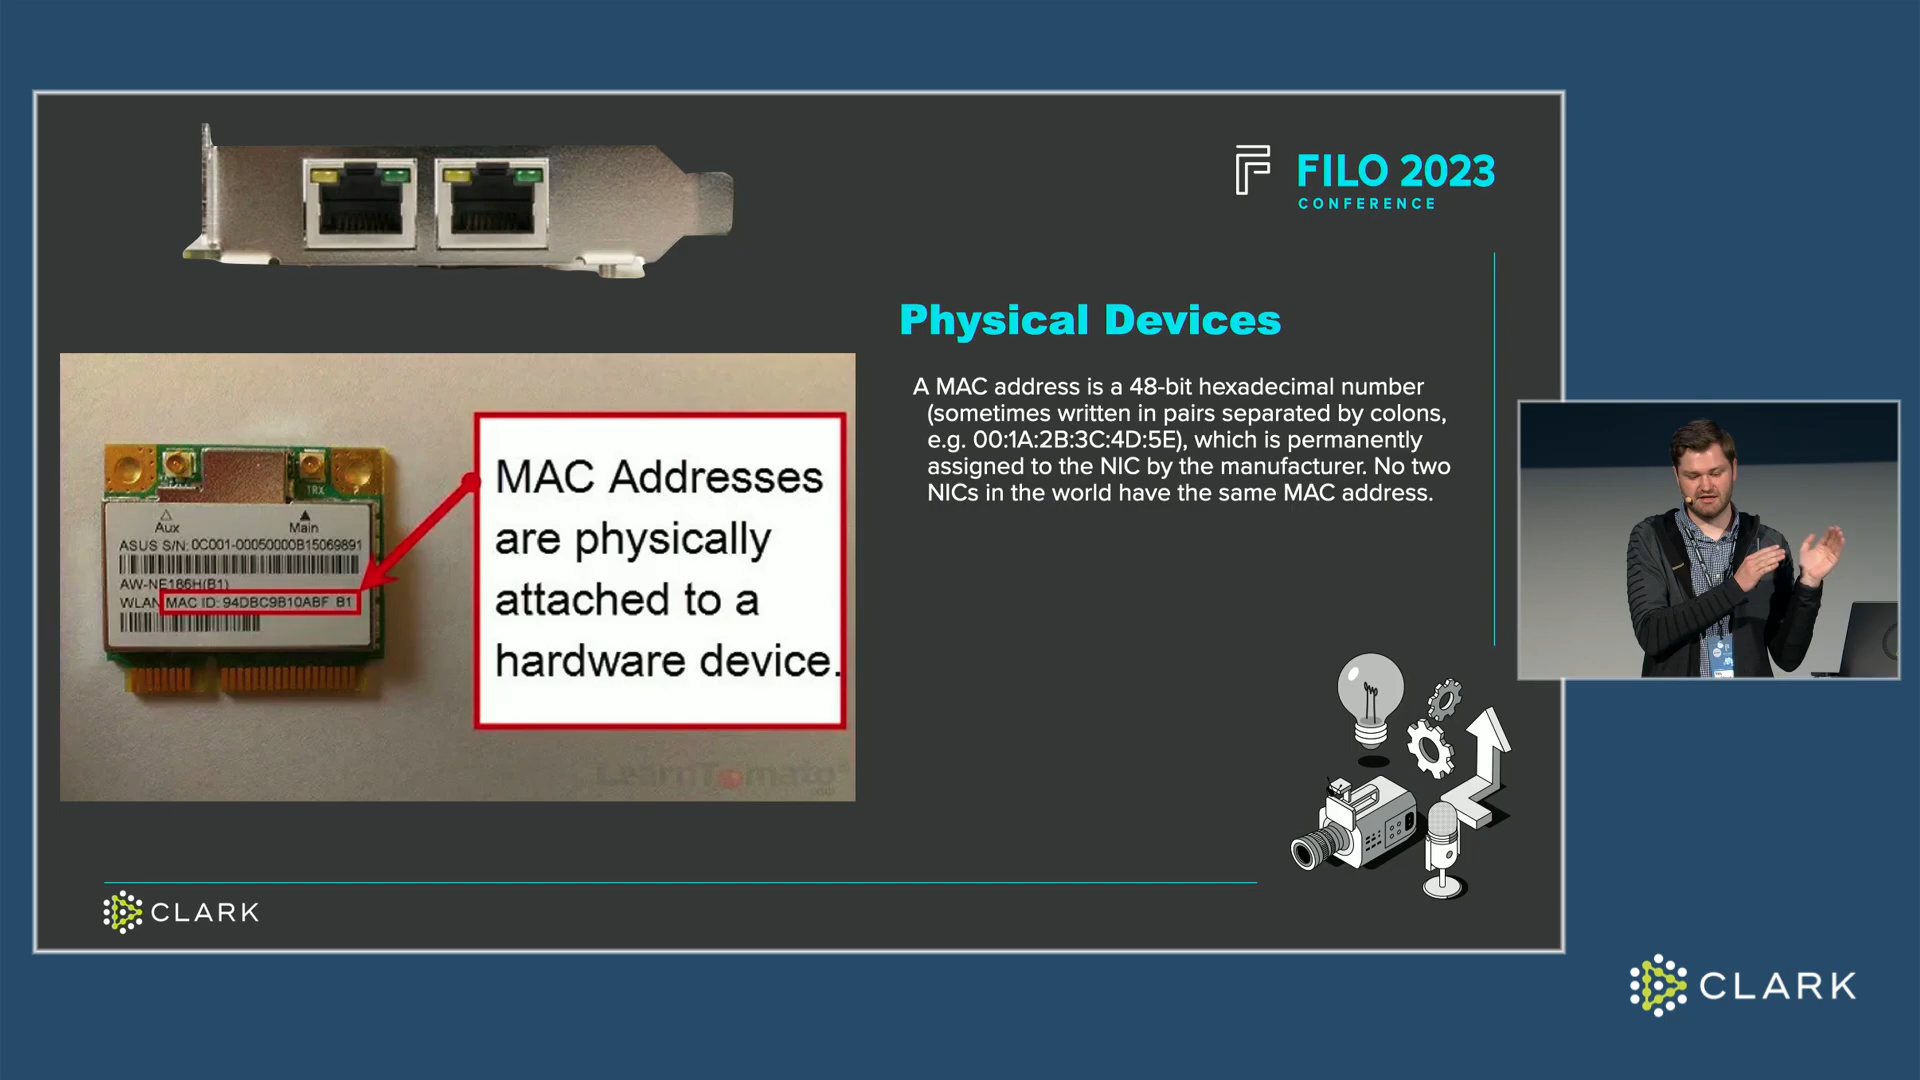 FILO 2023
CONFERENCE
Physical Devices
A MAC address is a 48-bit hexadecimal number
(sometimes written in pairs separated by colons,
e.g. 00:1A:2B:3C:4D:5E), which is permanently
assigned to the NIC by the manufacturer. No two
NICs in the world have the same MAC address.
TRX
Aux
Main
ASUS S/N: 0C001-00050000B15069891
AW-NE186H(B1)
WLAN MAC ID: 94DBC9B10ABF B1
MAC Addresses
are physically
attached to a
hardware device.
LearnTomato
CLARK
CLARK